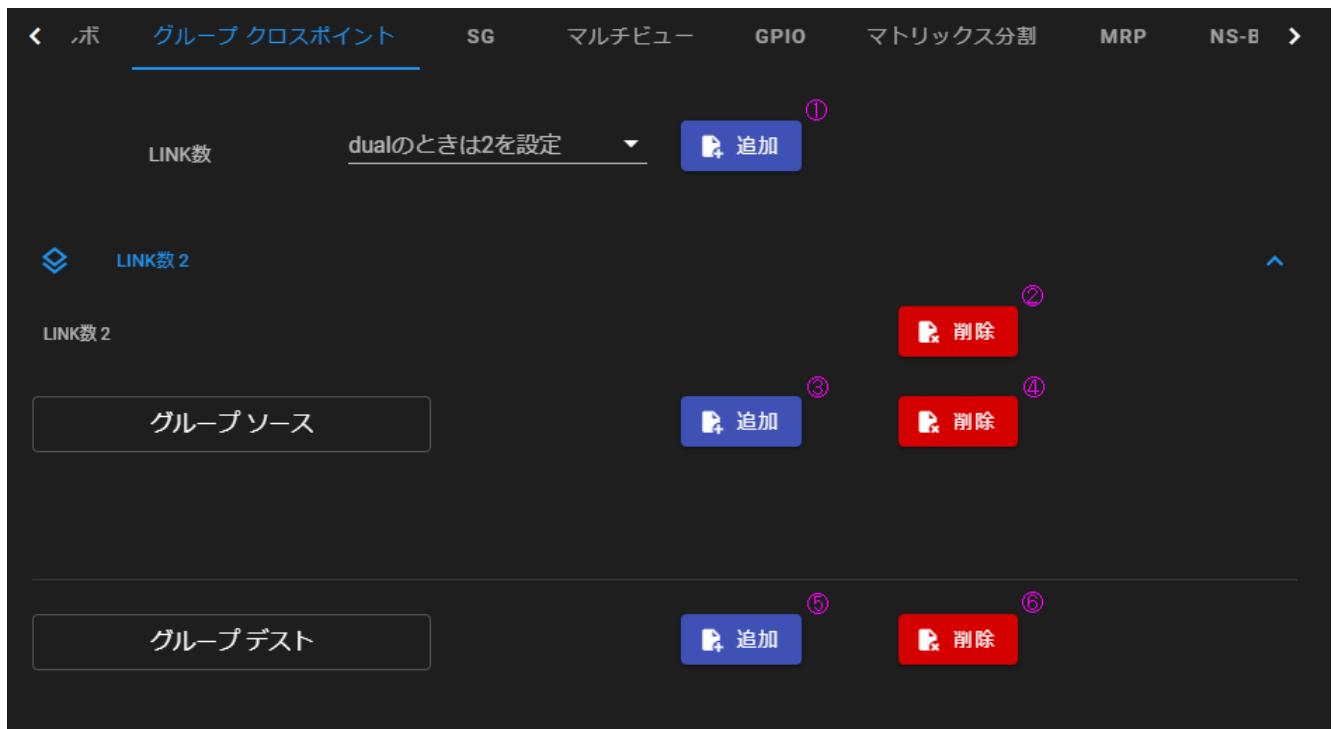 ボ グループ クロスポイント SG マルチビュー GPIO マトリックス分割 MRP NS-B
①
LINK数 dualのときは2を設定 追加
LINK数 2
②
LINK数 2 削除
③ ④
グループ ソース 追加 削除
⑤ ⑥
グループ デスト 追加 削除